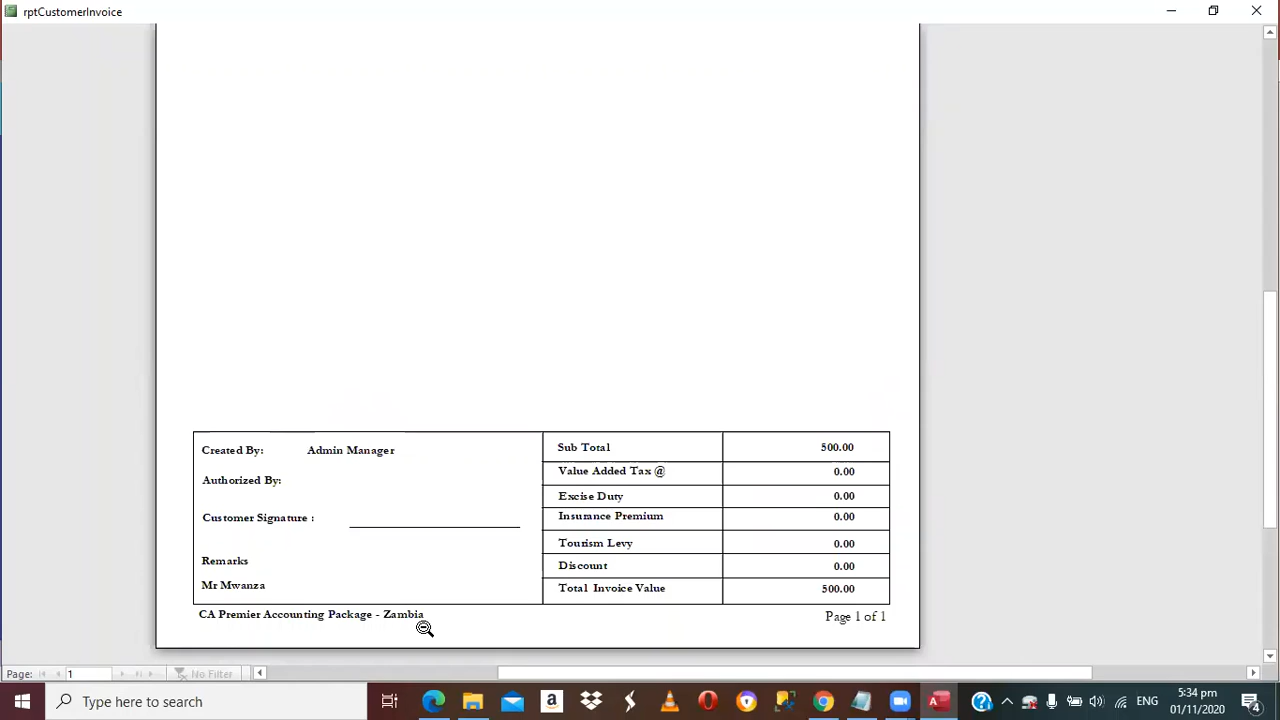 rptCustomerInvoice
Created By: Admin Manager
Authorized By:
Customer Signature :
Remarks
Mr Mwanza
Sub Total 500.00
Value Added Tax @ 0.00
Excise Duty 0.00
Insurance Premium 0.00
Tourism Levy 0.00
Discount 0.00
Total Invoice Value 500.00
CA Premier Accounting Package - Zambia
Page 1 of 1
Page: 1 No Filter
Type here to search
ENG
5:34 pm
01/11/2020
4